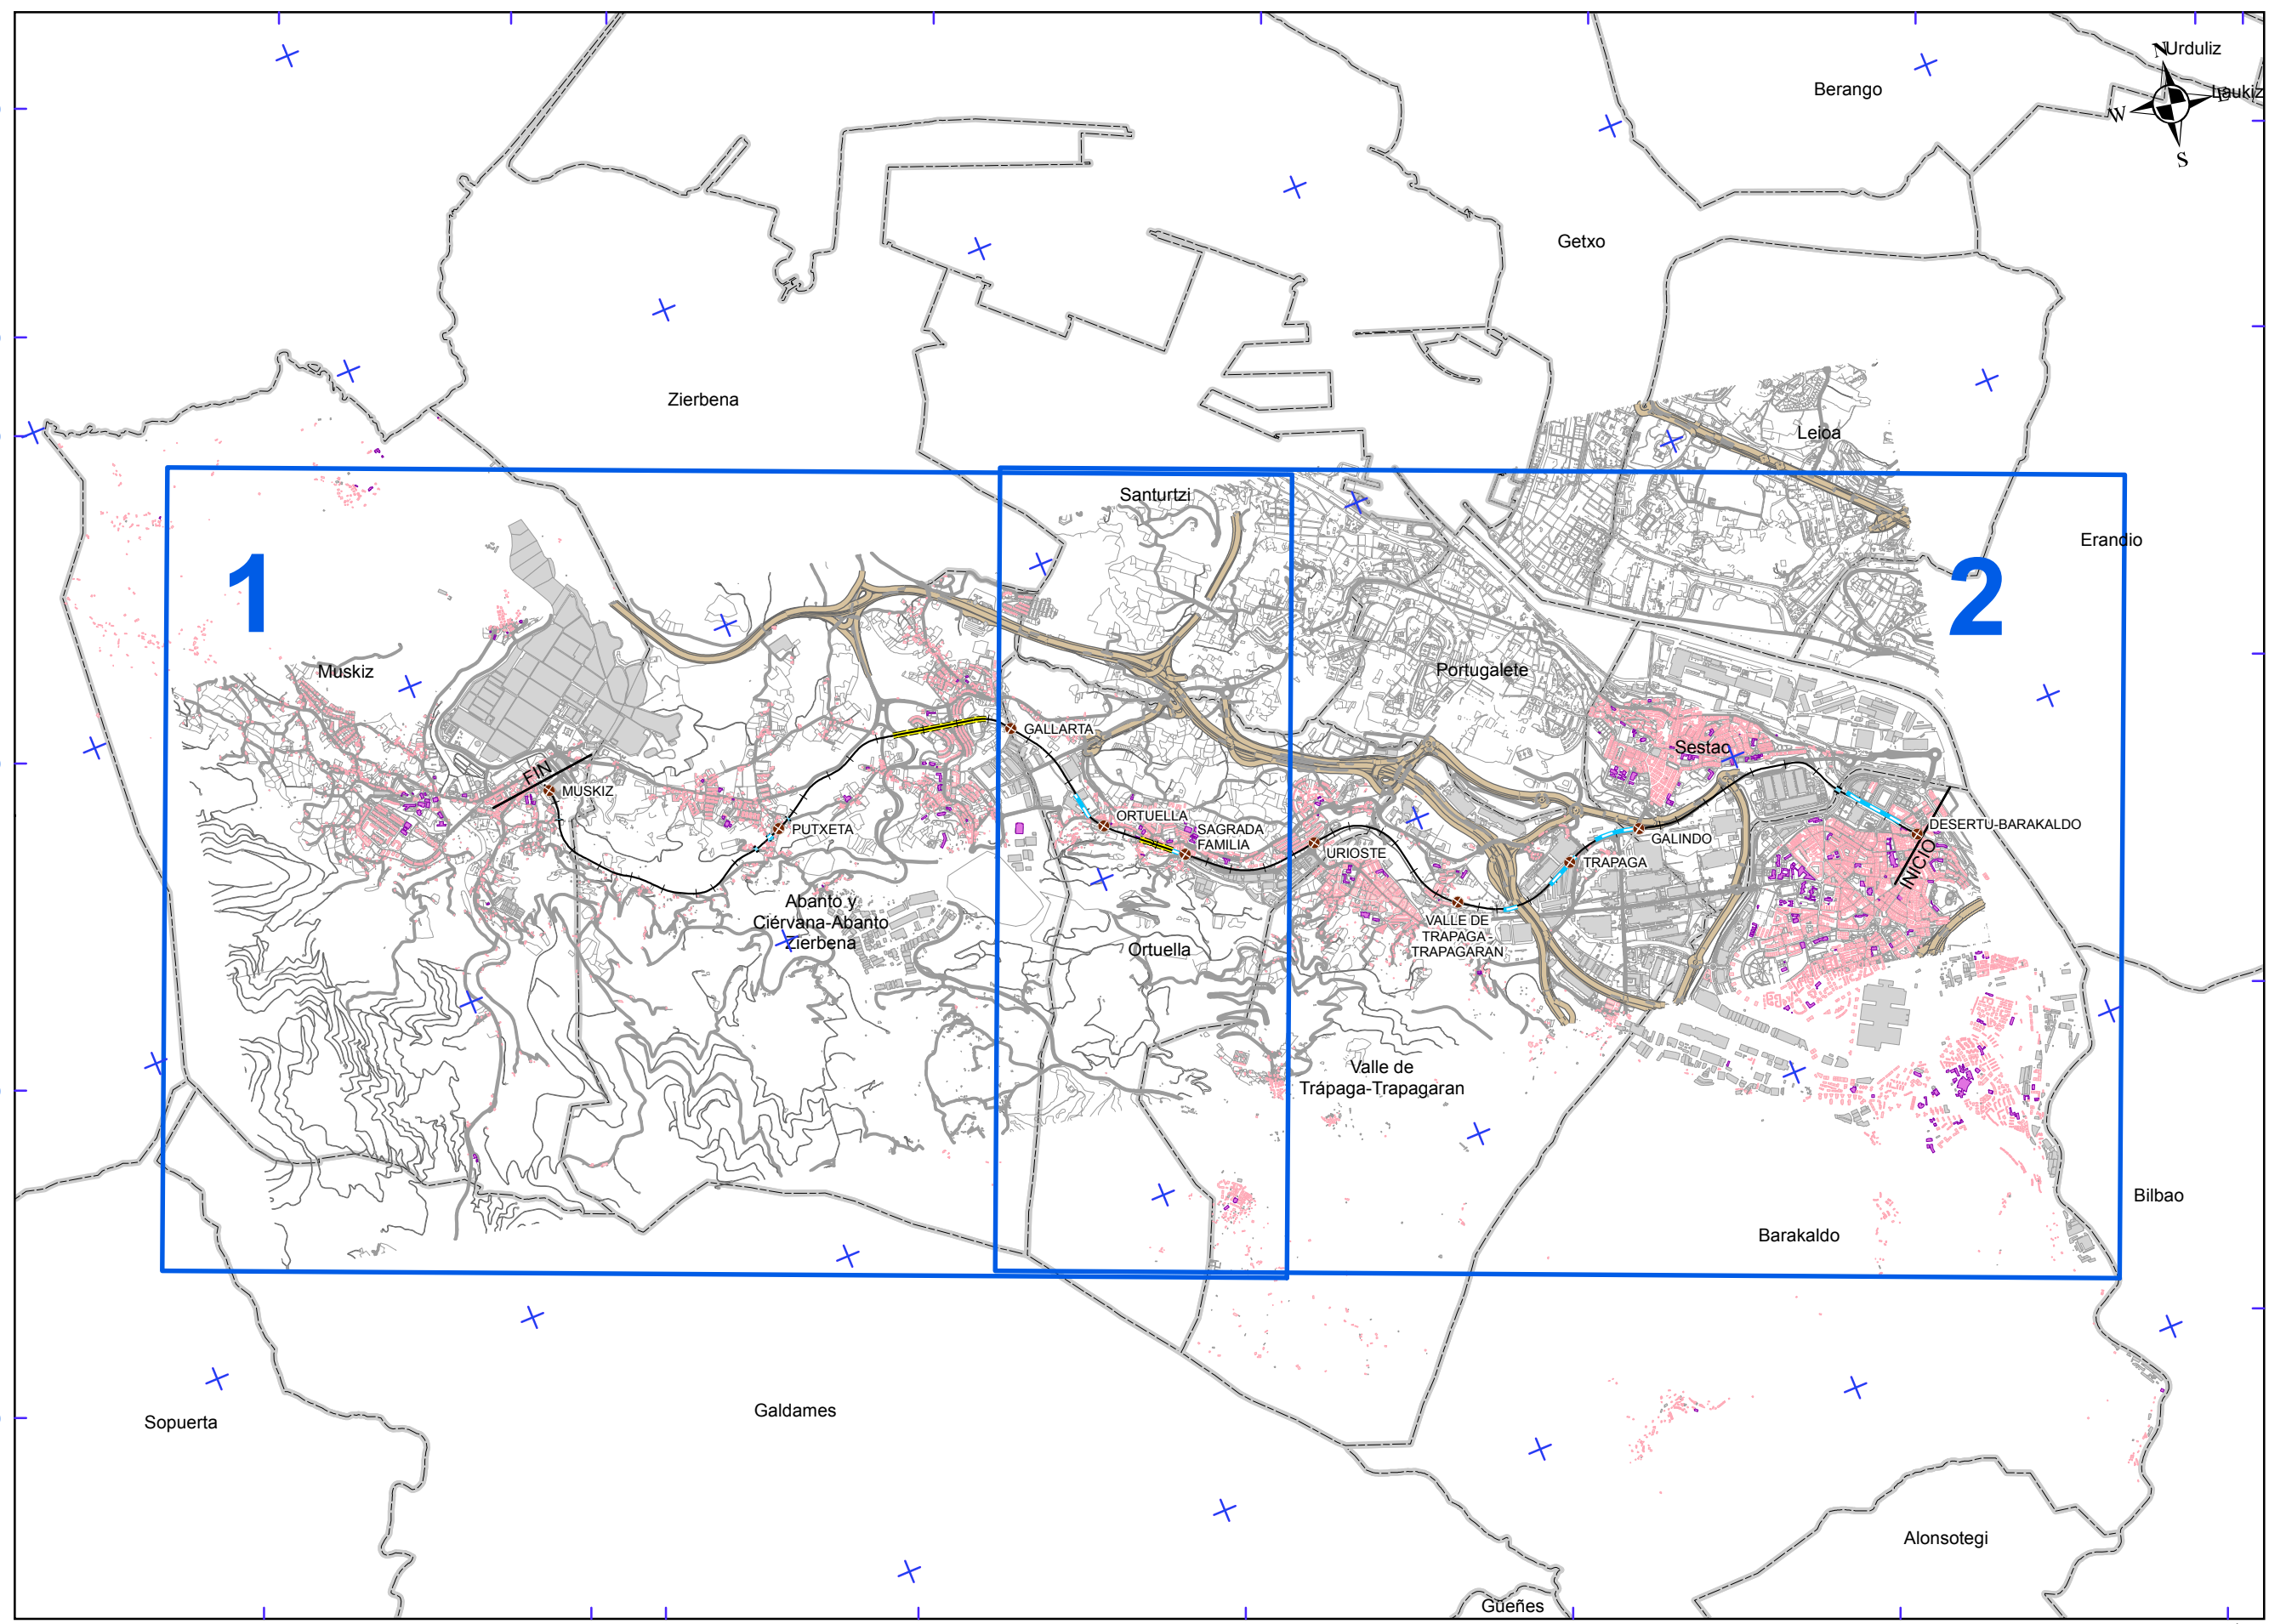 N
Urduliz
Berango
Laukiz
E
W
S
Getxo
Zierbena
Leioa
Santurtzi
Erandio
1
2
Muskiz
Portugalete
GALLARTA
Sestao
FIN
MUSKIZ
ORTUELLA
PUTXETA
SAGRADA
FAMILIA
URIOSTE
GALINDO
TRAPAGA
DESERTU-BARAKALDO
INICIO
Abanto y
Ciérvana-Abanto
Zierbena
VALLE DE
TRAPAGA-
TRAPAGARAN
Ortuella
Valle de
Trápaga-Trapagaran
Bilbao
Barakaldo
Galdames
Sopuerta
Alonsotegi
Güeñes